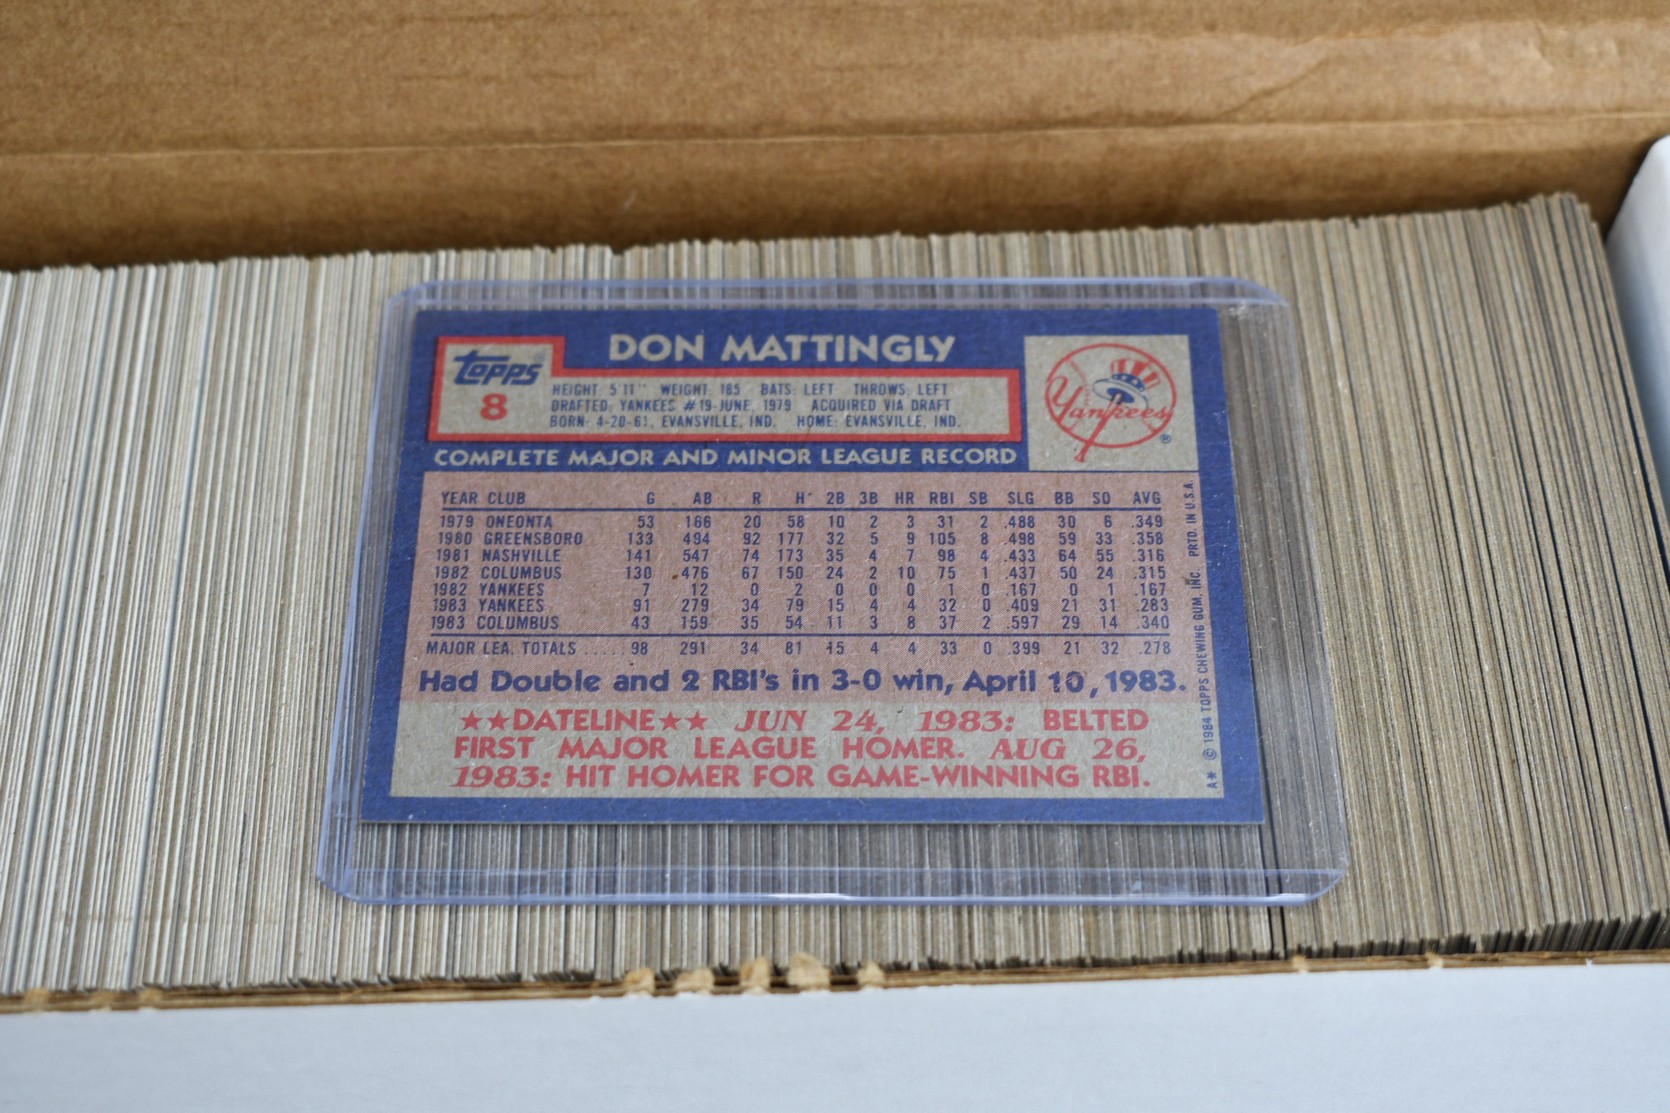 topps®
8
DON MATTINGLY
HEIGHT: 5'11" WEIGHT: 185 BATS: LEFT THROWS: LEFT
DRAFTED: YANKEES #19-JUNE, 1979 ACQUIRED VIA DRAFT
BORN: 4-20-61, EVANSVILLE, IND. HOME: EVANSVILLE, IND.
Yankees ®
COMPLETE MAJOR AND MINOR LEAGUE RECORD
YEAR CLUB G AB R H 2B 3B HR RBI SB SLG BB SO AVG
1979 ONEONTA 53 166 20 58 10 2 3 31 2 .488 30 6 .349
1980 GREENSBORO 133 494 92 177 32 5 9 105 8 .498 59 33 .358
1981 NASHVILLE 141 547 74 173 35 4 7 98 4 .433 64 55 .316
1982 COLUMBUS 130 476 67 150 24 2 10 75 1 .437 50 24 .315
1982 YANKEES 7 12 0 2 0 0 0 1 0 .167 0 1 .167
1983 YANKEES 91 279 34 79 15 4 4 32 0 .409 21 31 .283
1983 COLUMBUS 43 159 35 54 11 3 8 37 2 .597 29 14 .340
MAJOR LEA. TOTALS ..... 98 291 34 81 15 4 4 33 0 .399 21 32 .278
Had Double and 2 RBI's in 3-0 win, April 10, 1983.
★★DATELINE★★ JUN 24, 1983: BELTED
FIRST MAJOR LEAGUE HOMER. AUG 26,
1983: HIT HOMER FOR GAME-WINNING RBI.
A* © 1984 TOPPS CHEWING GUM, INC. PRTD. IN U.S.A.